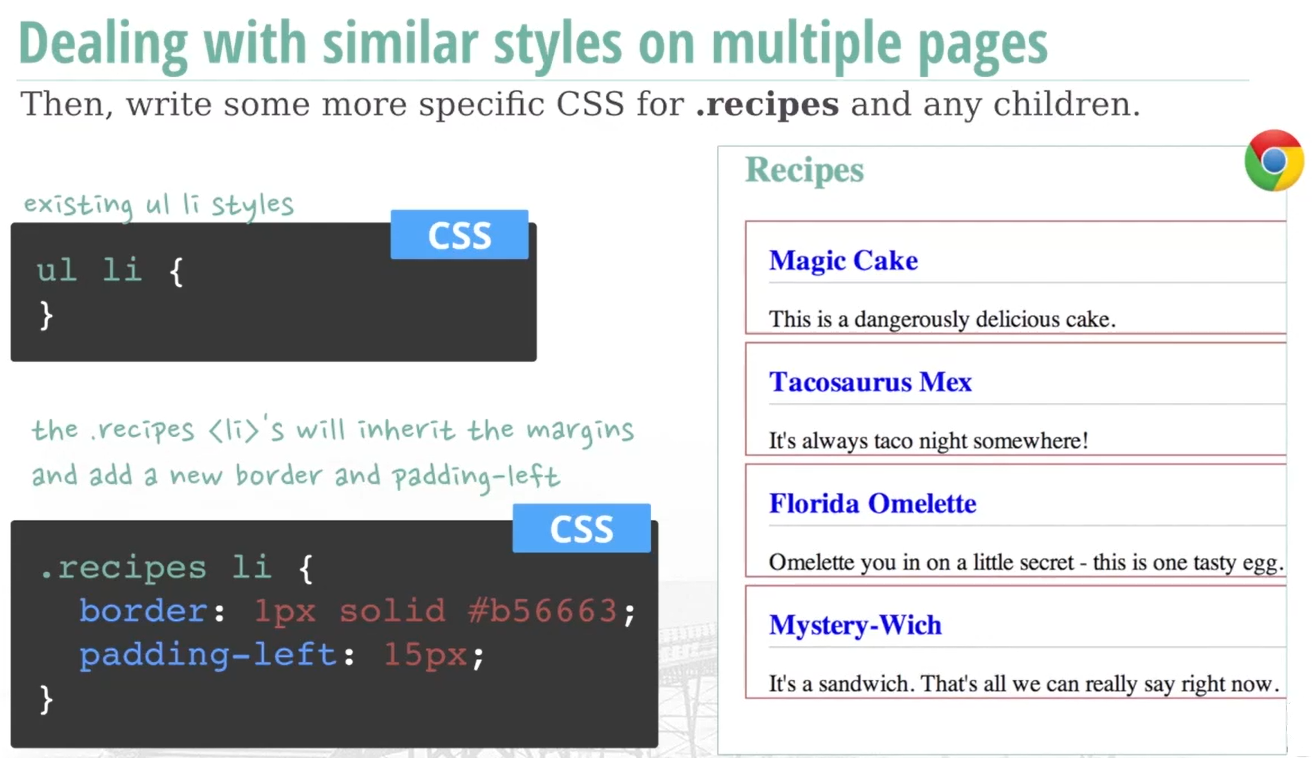 Dealing with similar styles on multiple pages
Then, write some more specific CSS for .recipes and any children.
existing ul li styles
CSS
ul li {
}
the .recipes <li>'s will inherit the margins
and add a new border and padding-left
CSS
.recipes li {
  border: 1px solid #b56663;
  padding-left: 15px;
}
Recipes
Magic Cake
This is a dangerously delicious cake.
Tacosaurus Mex
It's always taco night somewhere!
Florida Omelette
Omelette you in on a little secret - this is one tasty egg.
Mystery-Wich
It's a sandwich. That's all we can really say right now.